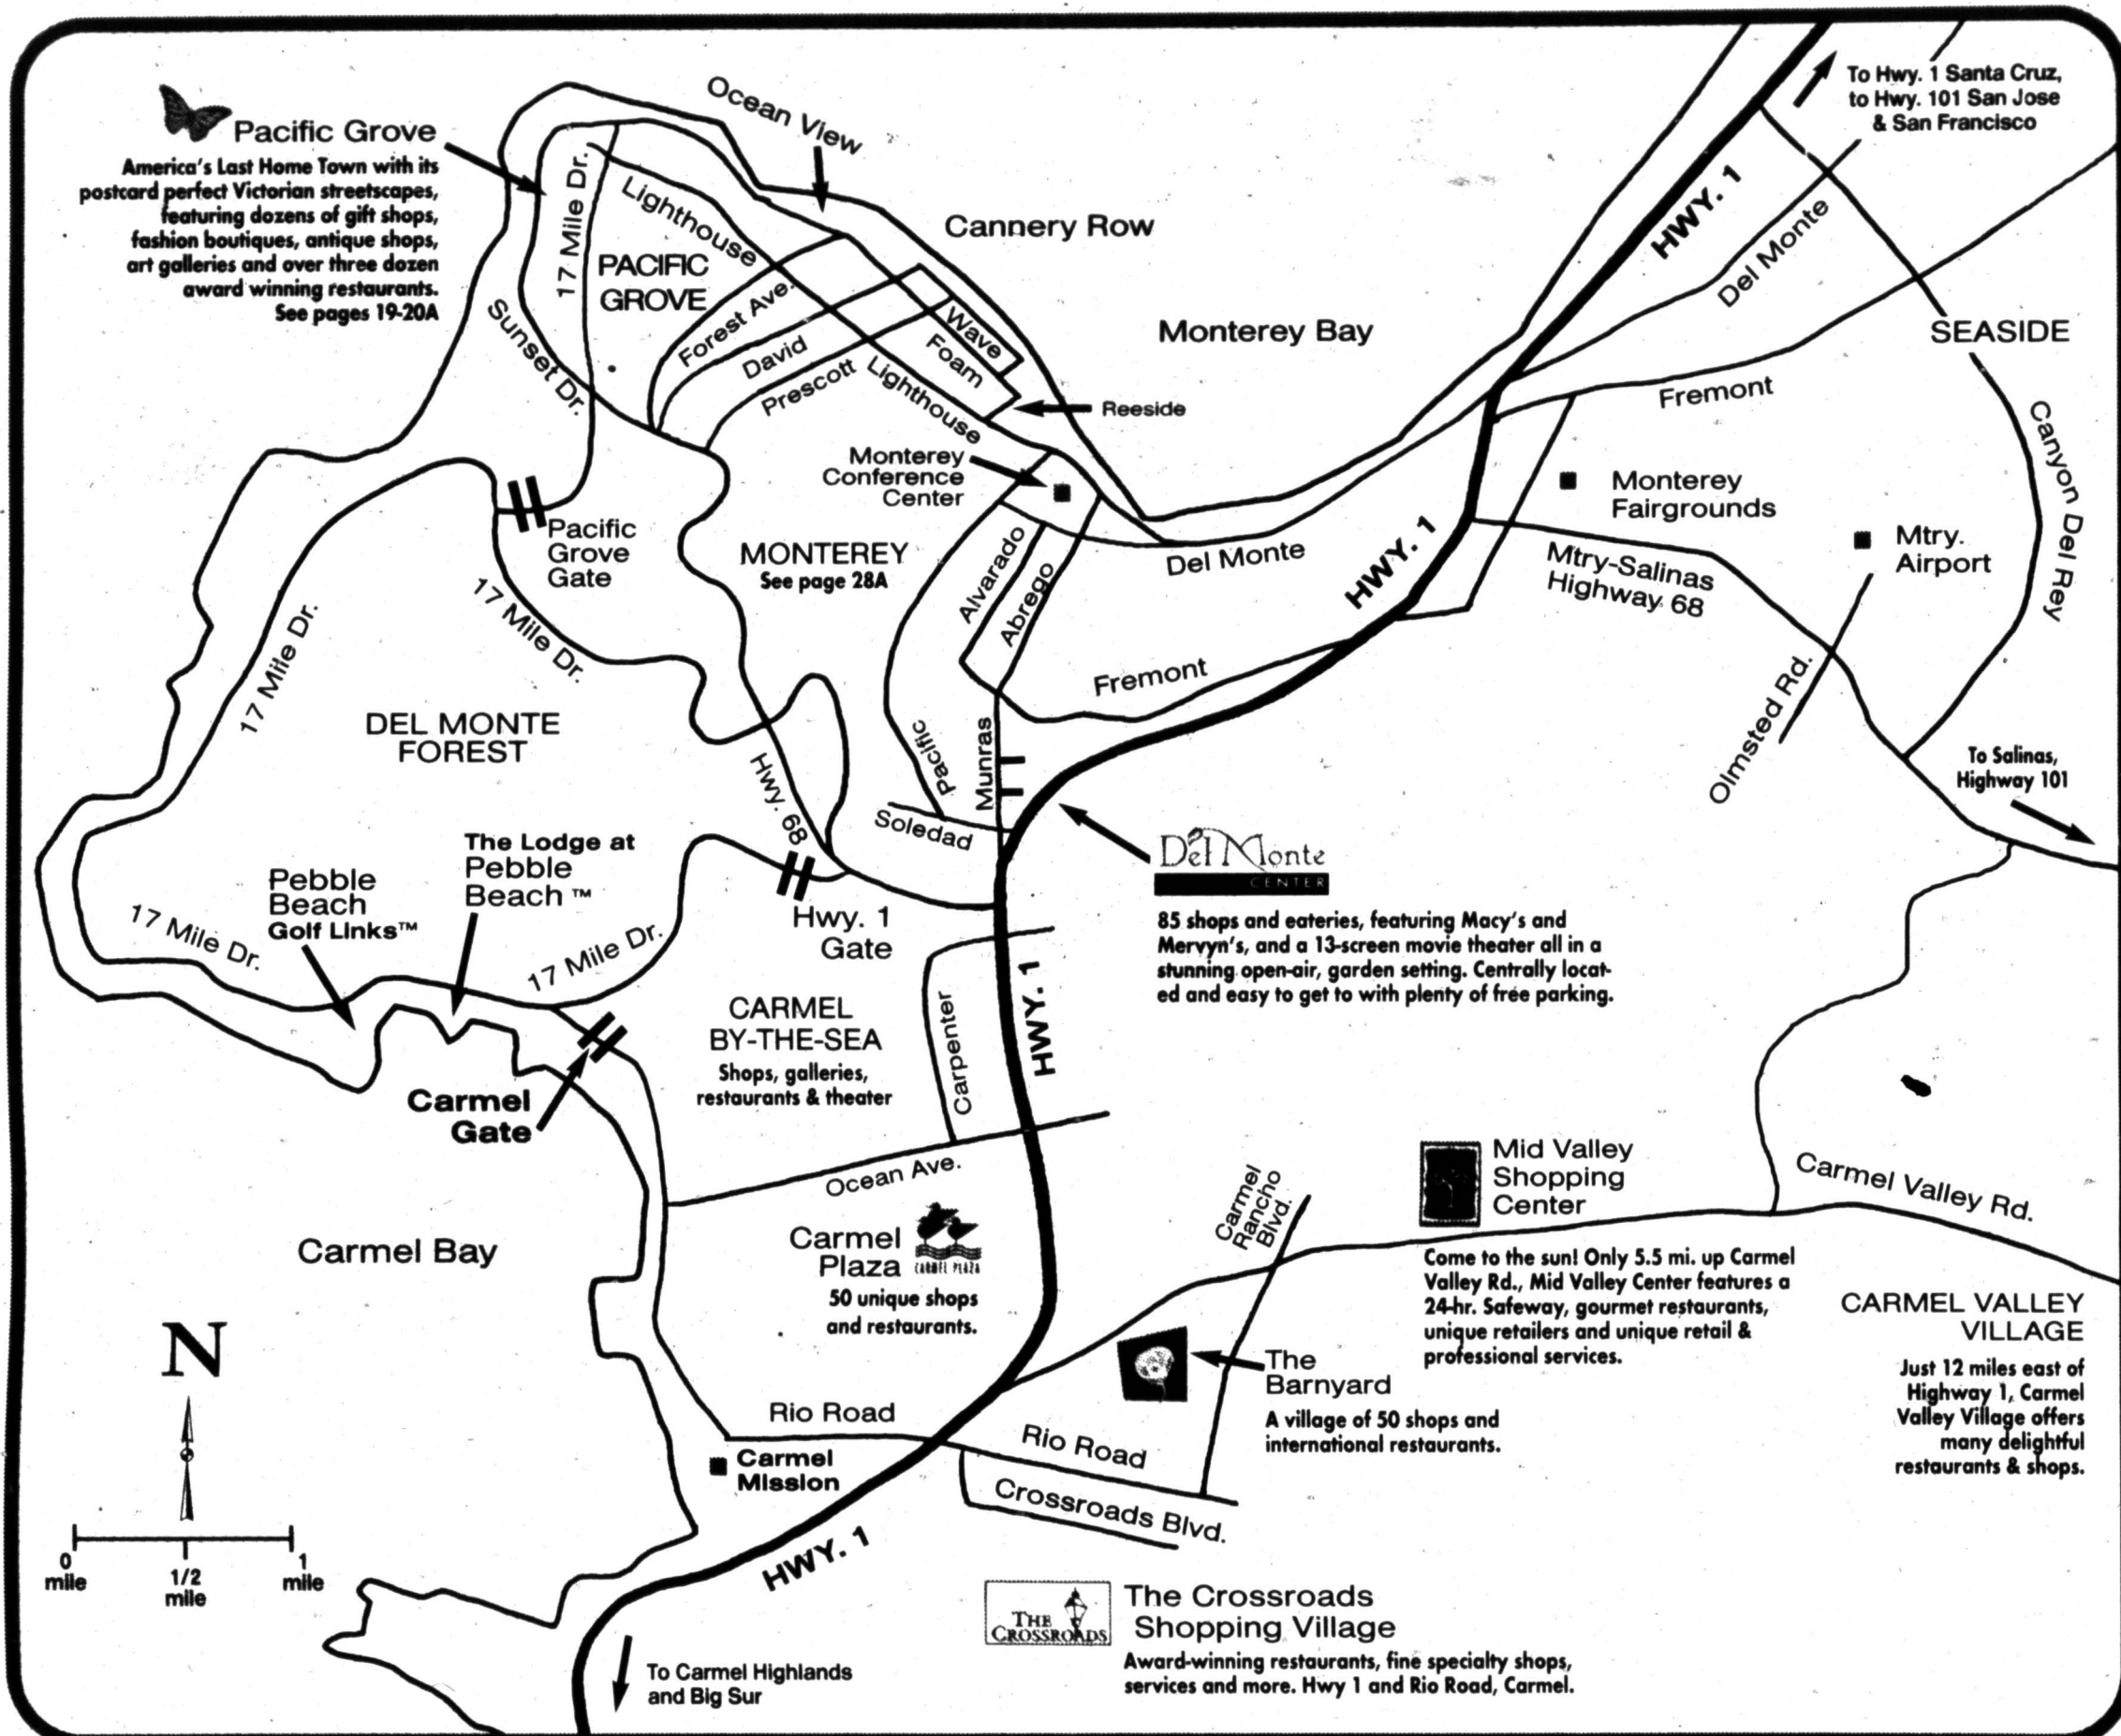 To Hwy. 1 Santa Cruz,
to Hwy. 101 San Jose
& San Francisco
Ocean View
Pacific Grove
America's Last Home Town with its
postcard perfect Victorian streetscapes,
featuring dozens of gift shops,
fashion boutiques, antique shops,
art galleries and over three dozen
award winning restaurants.
See pages 19-20A
17 Mile Dr.
Lighthouse
PACIFIC
GROVE
Cannery Row
HWY. 1
Del Monte
Forest Ave.
Sunset Dr.
David
Prescott
Lighthouse
Wave
Foam
Reeside
Monterey Bay
SEASIDE
Fremont
Canyon Del Rey
Monterey
Conference
Center
Monterey
Fairgrounds
Mtry.
Airport
Pacific
Grove
Gate
MONTEREY
See page 28A
Alvarado
Abrego
Del Monte
HWY. 1
Mtry-Salinas
Highway 68
17 Mile Dr.
17 Mile Dr.
Fremont
Olmsted Rd.
DEL MONTE
FOREST
Hwy. 68
Pacific
Munras
Soledad
To Salinas,
Highway 101
The Lodge at
Pebble
Beach ™
Pebble
Beach
Golf Links™
17 Mile Dr.
17 Mile Dr.
Hwy. 1
Gate
Del Monte
CENTER
85 shops and eateries, featuring Macy's and
Mervyn's, and a 13-screen movie theater all in a
stunning open-air, garden setting. Centrally locat-
ed and easy to get to with plenty of free parking.
CARMEL
BY-THE-SEA
Shops, galleries,
restaurants & theater
Carpenter
HWY. 1
Carmel
Gate
Ocean Ave.
Carmel
Rancho
Blvd.
Mid Valley
Shopping
Center
Carmel Valley Rd.
Come to the sun! Only 5.5 mi. up Carmel
Valley Rd., Mid Valley Center features a
24-hr. Safeway, gourmet restaurants,
unique retailers and unique retail &
professional services.
Carmel Bay
Carmel
Plaza
CARMEL PLAZA
50 unique shops
and restaurants.
CARMEL VALLEY
VILLAGE
Just 12 miles east of
Highway 1, Carmel
Valley Village offers
many delightful
restaurants & shops.
N
The
Barnyard
A village of 50 shops and
international restaurants.
Rio Road
Rio Road
Carmel
Mission
Crossroads Blvd.
HWY. 1
0
mile
1/2
mile
1
mile
THE
CROSSROADS
The Crossroads
Shopping Village
Award-winning restaurants, fine specialty shops,
services and more. Hwy 1 and Rio Road, Carmel.
To Carmel Highlands
and Big Sur